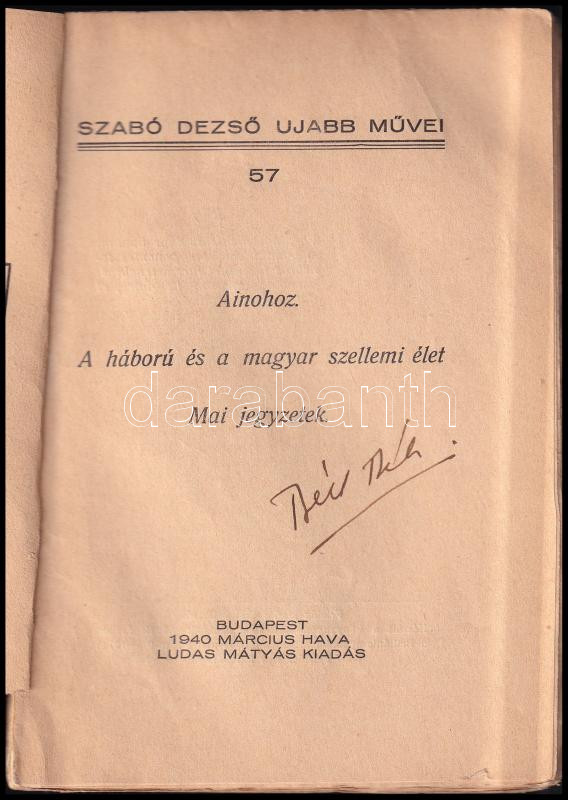 SZABÓ DEZSŐ UJABB MŰVEI
57
Ainohoz.
A háború és a magyar szellemi élet
darabanth
Mai jegyzetek.
BUDAPEST
1940 MÁRCIUS HAVA
LUDAS MÁTYÁS KIADÁS